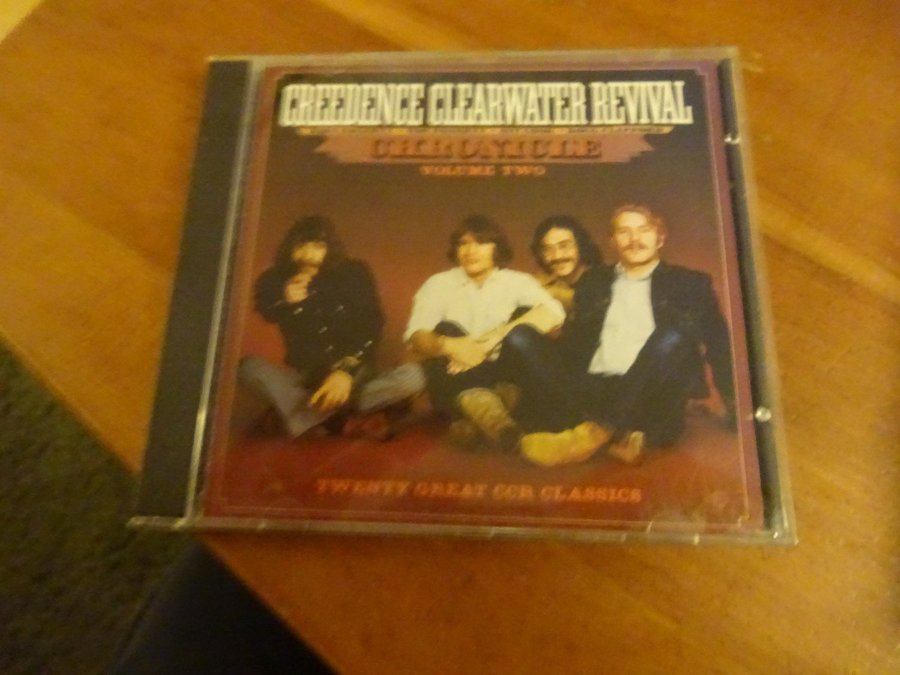 CREEDENCE CLEARWATER REVIVAL
CHRONICLE
VOLUME TWO
TWENTY GREAT CCR CLASSICS